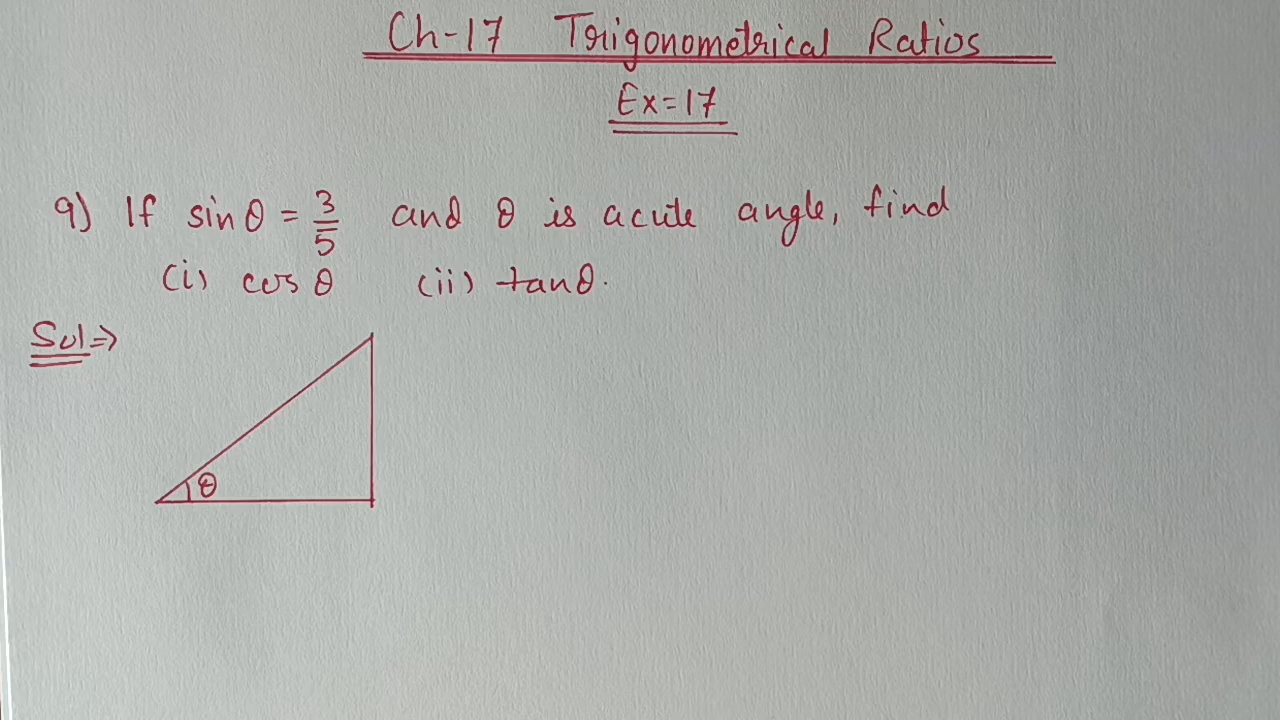 Ch-17 Trigonometrical Ratios
Ex=17
9) If sinθ = 3/5 and θ is acute angle, find
(i) cos θ (ii) tanθ.
Sol⇒
θ